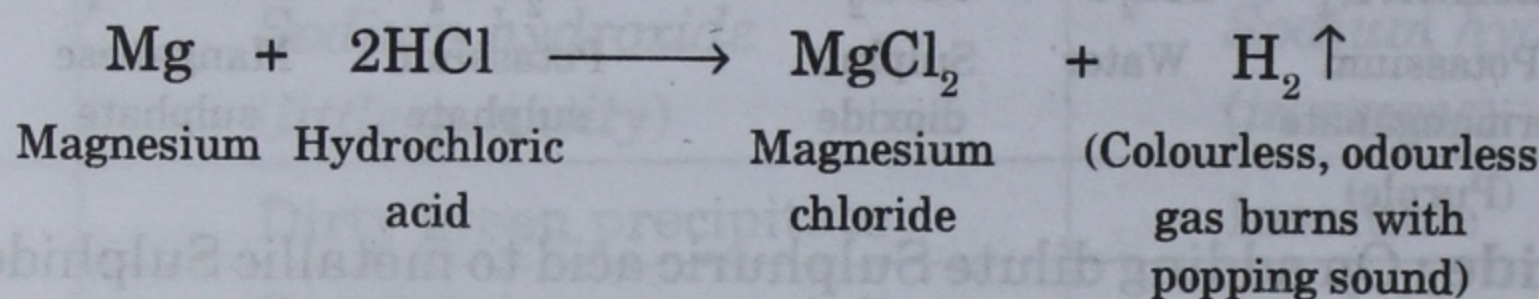 Mg + 2HCl ⟶ MgCl₂ + H₂ ↑
Magnesium Hydrochloric Magnesium (Colourless, odourless
acid chloride gas burns with
popping sound)